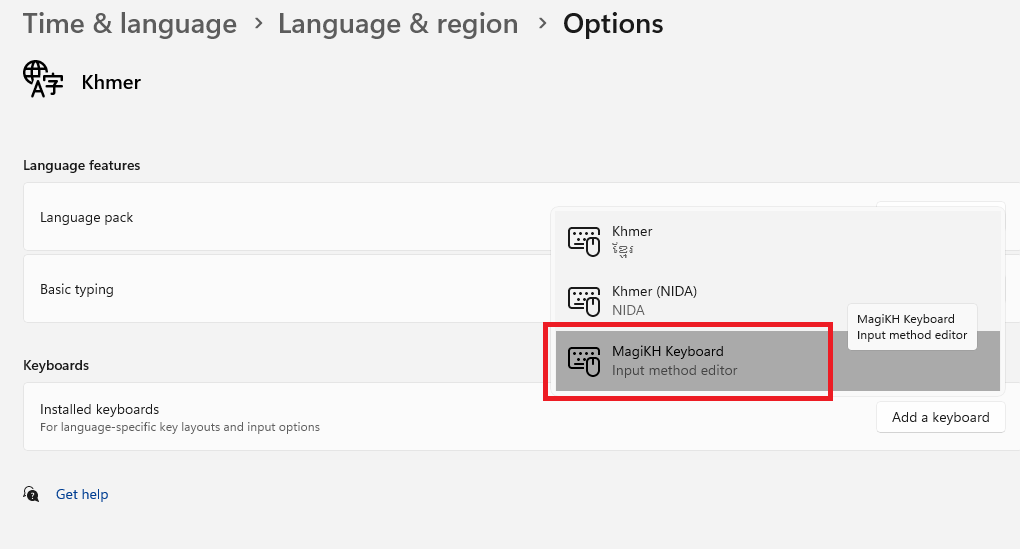 Time & language > Language & region > Options
Khmer
Language features
Language pack
Khmer
ខ្មែរ
Basic typing
Khmer (NIDA)
NIDA
MagiKH Keyboard
Input method editor
MagiKH Keyboard
Input method editor
Keyboards
Installed keyboards
For language-specific key layouts and input options
Add a keyboard
Get help